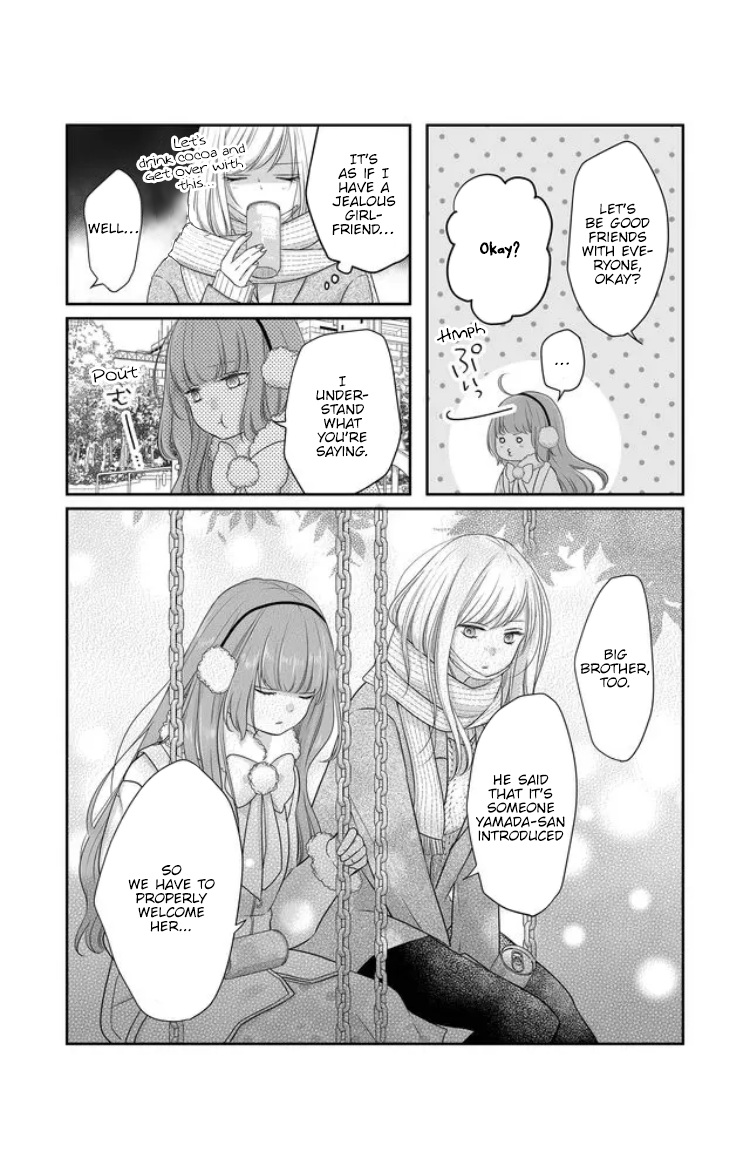 LET'S
BE GOOD
FRIENDS
WITH EVE-
RYONE,
OKAY?
Okay?
...
Hmph
ぷいっ
IT'S
AS IF I
HAVE A
JEALOUS
GIRL-
FRIEND...
Let's
drink cocoa and
get over with
this...
WELL...
I
UNDER-
STAND
WHAT
YOU'RE
SAYING.
Pout
BIG
BROTHER,
TOO.
HE SAID
THAT IT'S
SOMEONE
YAMADA-SAN
INTRODUCED
SO
WE HAVE TO
PROPERLY
WELCOME
HER...